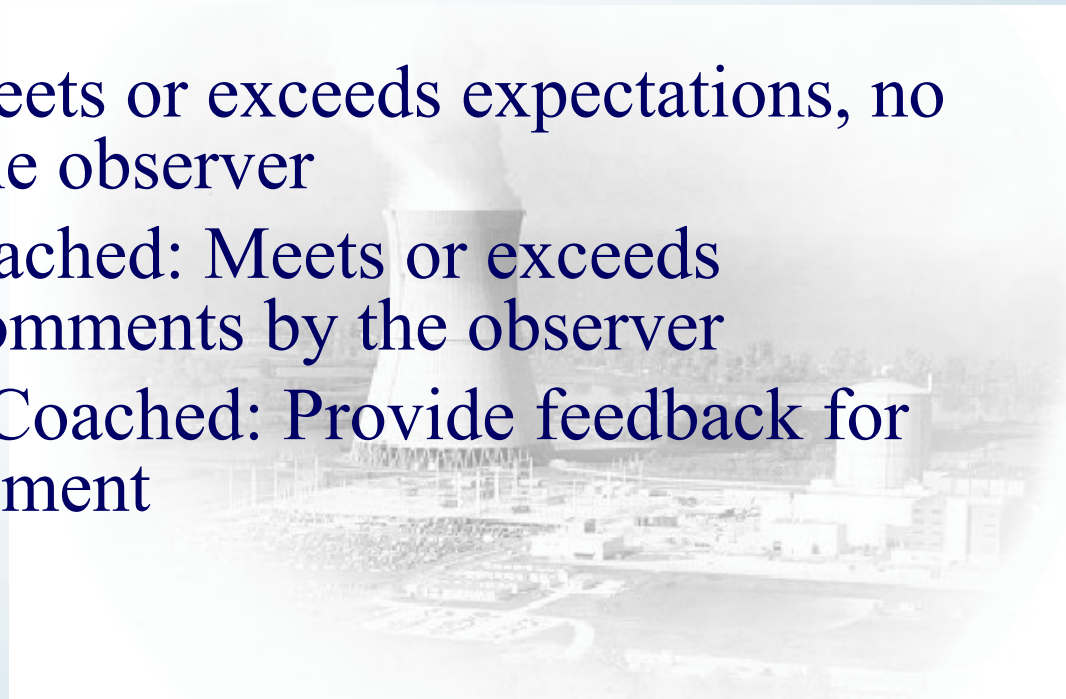 eets or exceeds expectations, no
e observer
ached: Meets or exceeds
omments by the observer
Coached: Provide feedback for
ment